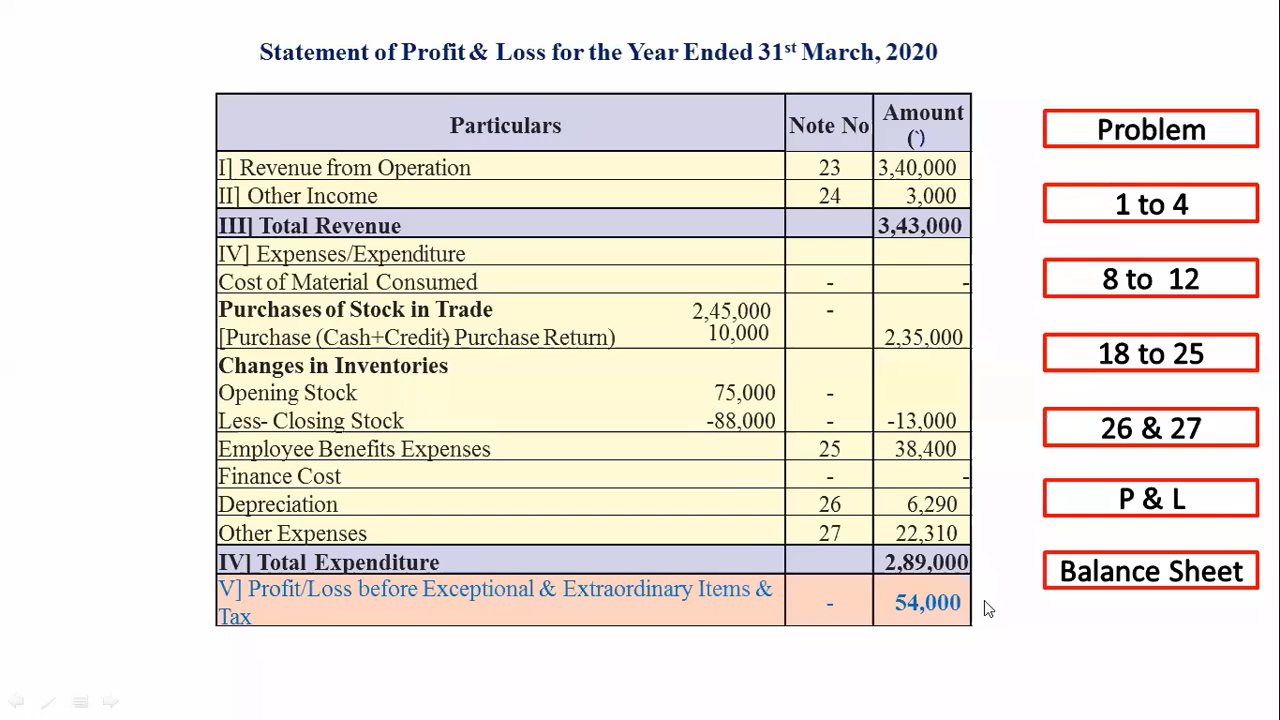 Statement of Profit & Loss for the Year Ended 31st March, 2020
Particulars Note No Amount (`)
I] Revenue from Operation 23 3,40,000
II] Other Income 24 3,000
III] Total Revenue 3,43,000
IV] Expenses/Expenditure
Cost of Material Consumed - -
Purchases of Stock in Trade 2,45,000 -
[Purchase (Cash+Credit)- Purchase Return) 10,000 2,35,000
Changes in Inventories
Opening Stock 75,000 -
Less- Closing Stock -88,000 - -13,000
Employee Benefits Expenses 25 38,400
Finance Cost - -
Depreciation 26 6,290
Other Expenses 27 22,310
IV] Total Expenditure 2,89,000
V] Profit/Loss before Exceptional & Extraordinary Items & Tax - 54,000
Problem
1 to 4
8 to 12
18 to 25
26 & 27
P & L
Balance Sheet